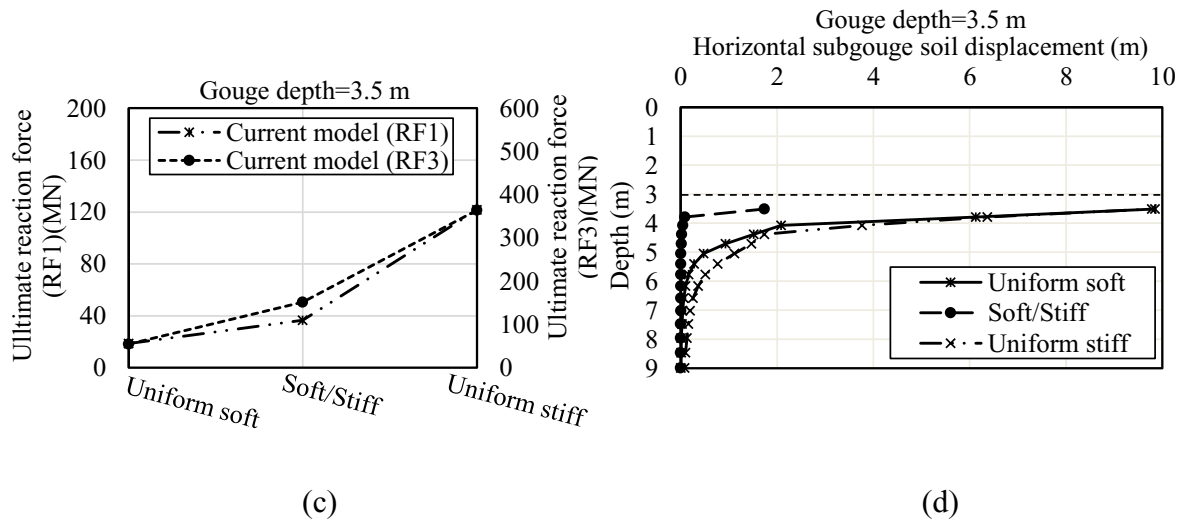 Gouge depth=3.5 m
Ulltimate reaction force
(RF1)(MN)
200
160
120
80
40
0
Current model (RF1)
Current model (RF3)
600
500
400
300
200
100
0
Ultimate reaction force
(RF3)(MN)
Uniform soft
Soft/Stiff
Uniform stiff
(c)
Gouge depth=3.5 m
Horizontal subgouge soil displacement (m)
0 2 4 6 8 10
Depth (m)
0
1
2
3
4
5
6
7
8
9
Uniform soft
Soft/Stiff
Uniform stiff
(d)